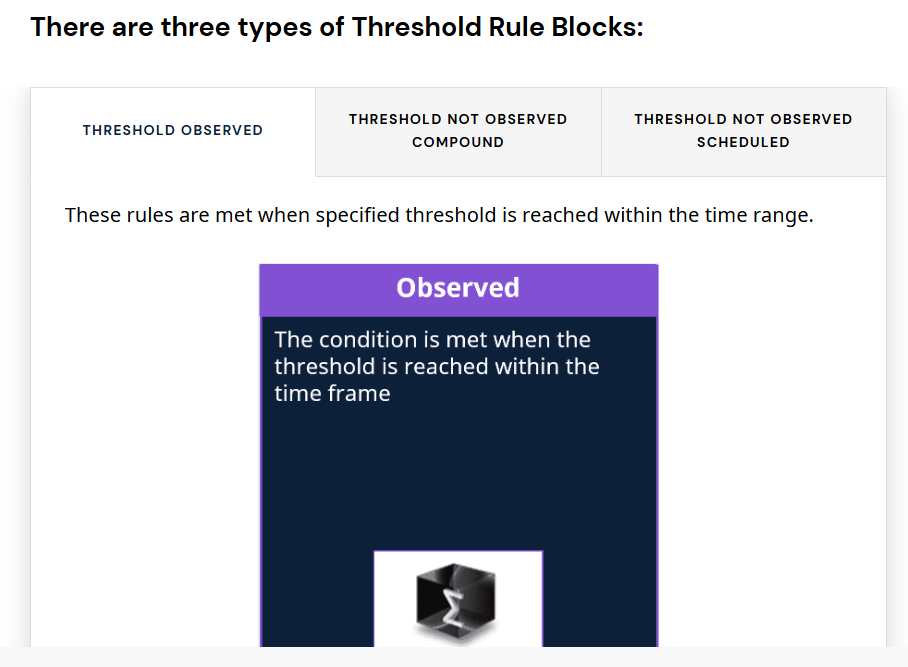 There are three types of Threshold Rule Blocks:
THRESHOLD OBSERVED
THRESHOLD NOT OBSERVED
COMPOUND
THRESHOLD NOT OBSERVED
SCHEDULED
These rules are met when specified threshold is reached within the time range.
Observed
The condition is met when the
threshold is reached within the
time frame
Σ